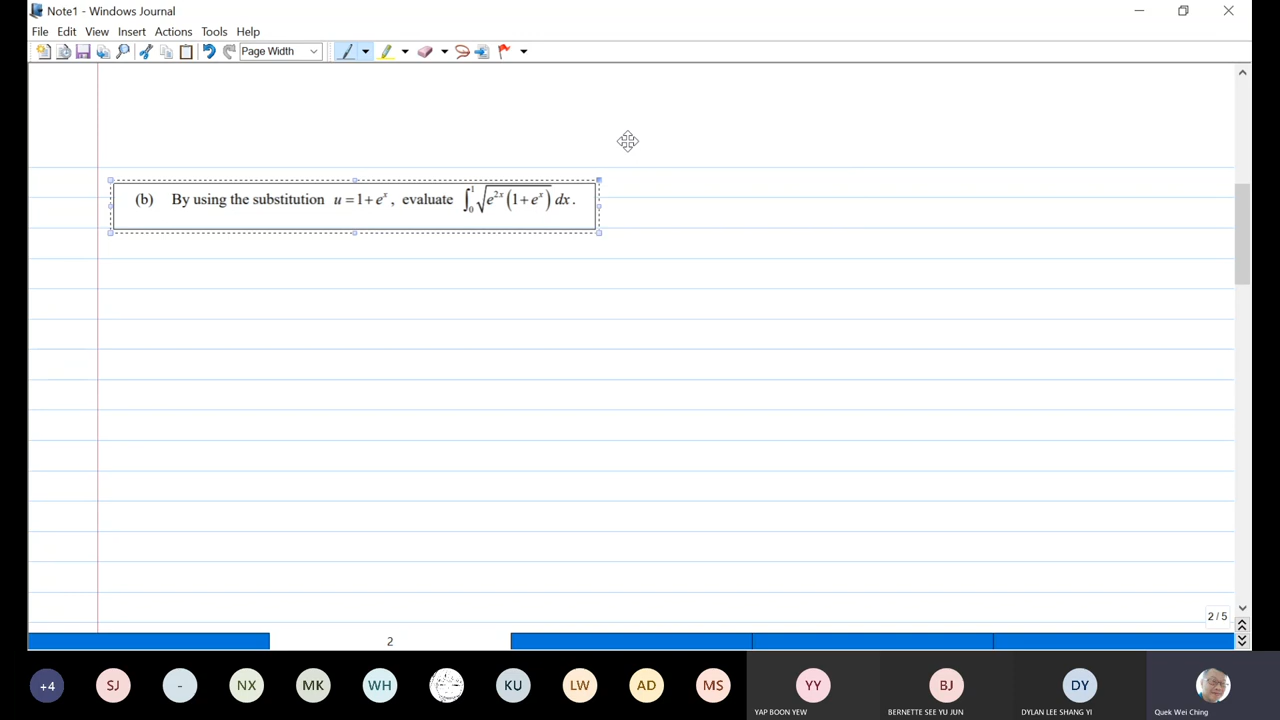 Note1 - Windows Journal
File Edit View Insert Actions Tools Help
Page Width
(b) By using the substitution u = 1 + e^x, evaluate ∫_0^1 √(e^{2x}(1 + e^x)) dx.
2 / 5
2
+4 SJ - NX MK WH KU LW AD MS YY BJ DY
YAP BOON YEW BERNETTE SEE YU JUN DYLAN LEE SHANG YI Quek Wei Ching